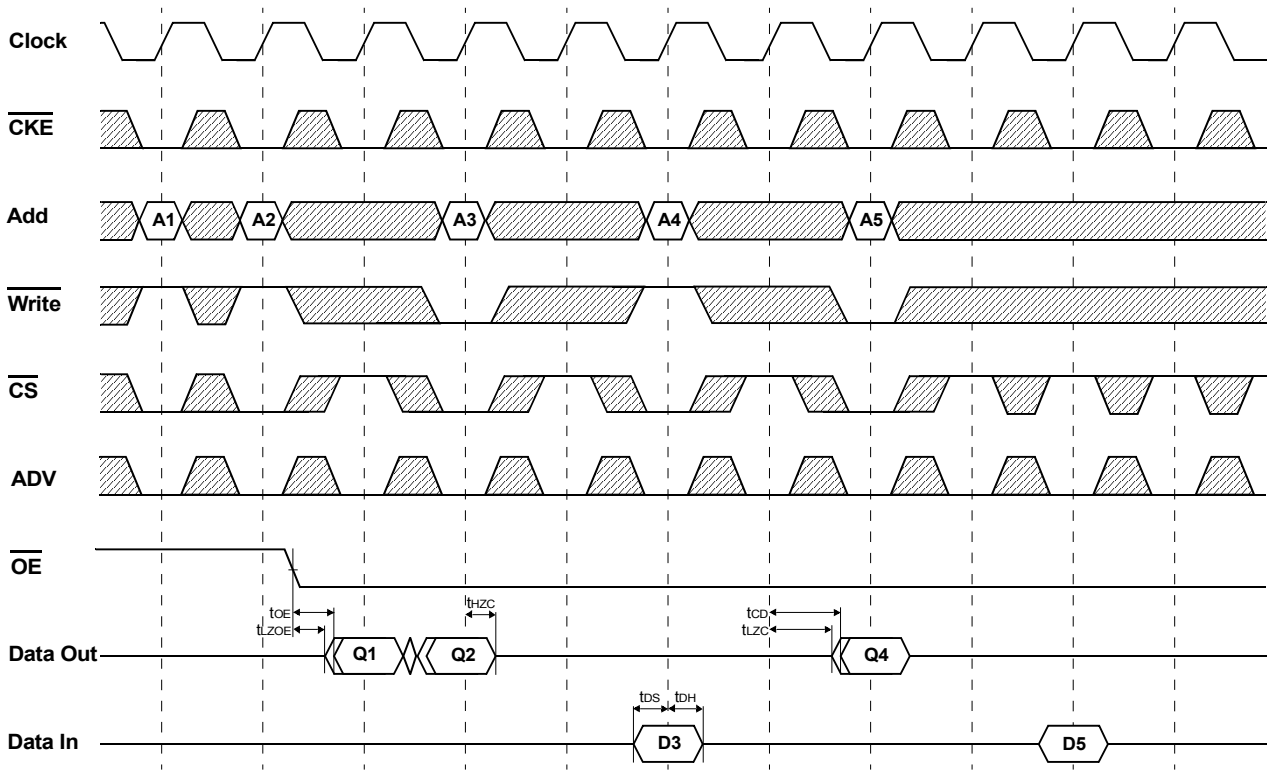 Clock
CKE
Add A1 A2 A3 A4 A5
Write
CS
ADV
OE
tOE tHZC tCD
tLZOE tLZC
Data Out Q1 Q2 Q4
tDS tDH
Data In D3 D5